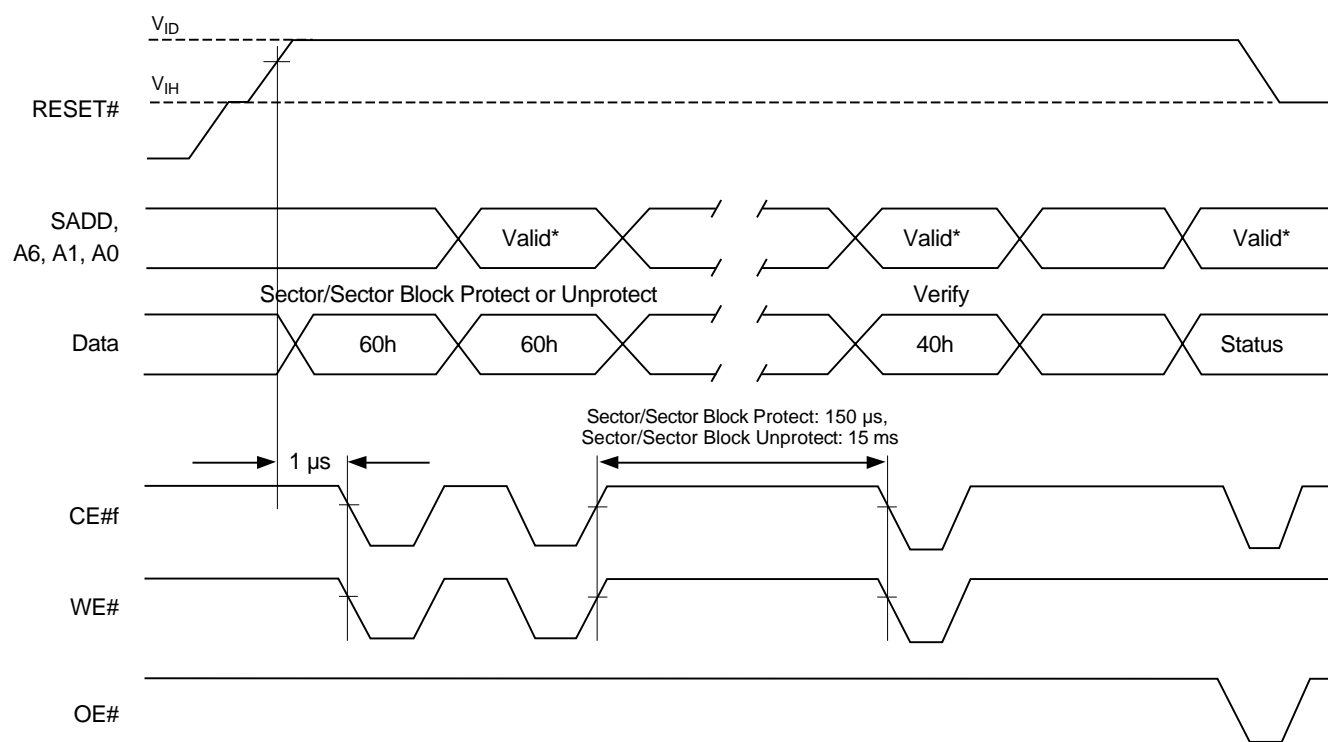 VID
VIH
RESET#
SADD,
A6, A1, A0
Valid*
Valid*
Valid*
Sector/Sector Block Protect or Unprotect
Verify
Data
60h
60h
40h
Status
Sector/Sector Block Protect: 150 µs,
Sector/Sector Block Unprotect: 15 ms
1 µs
CE#f
WE#
OE#